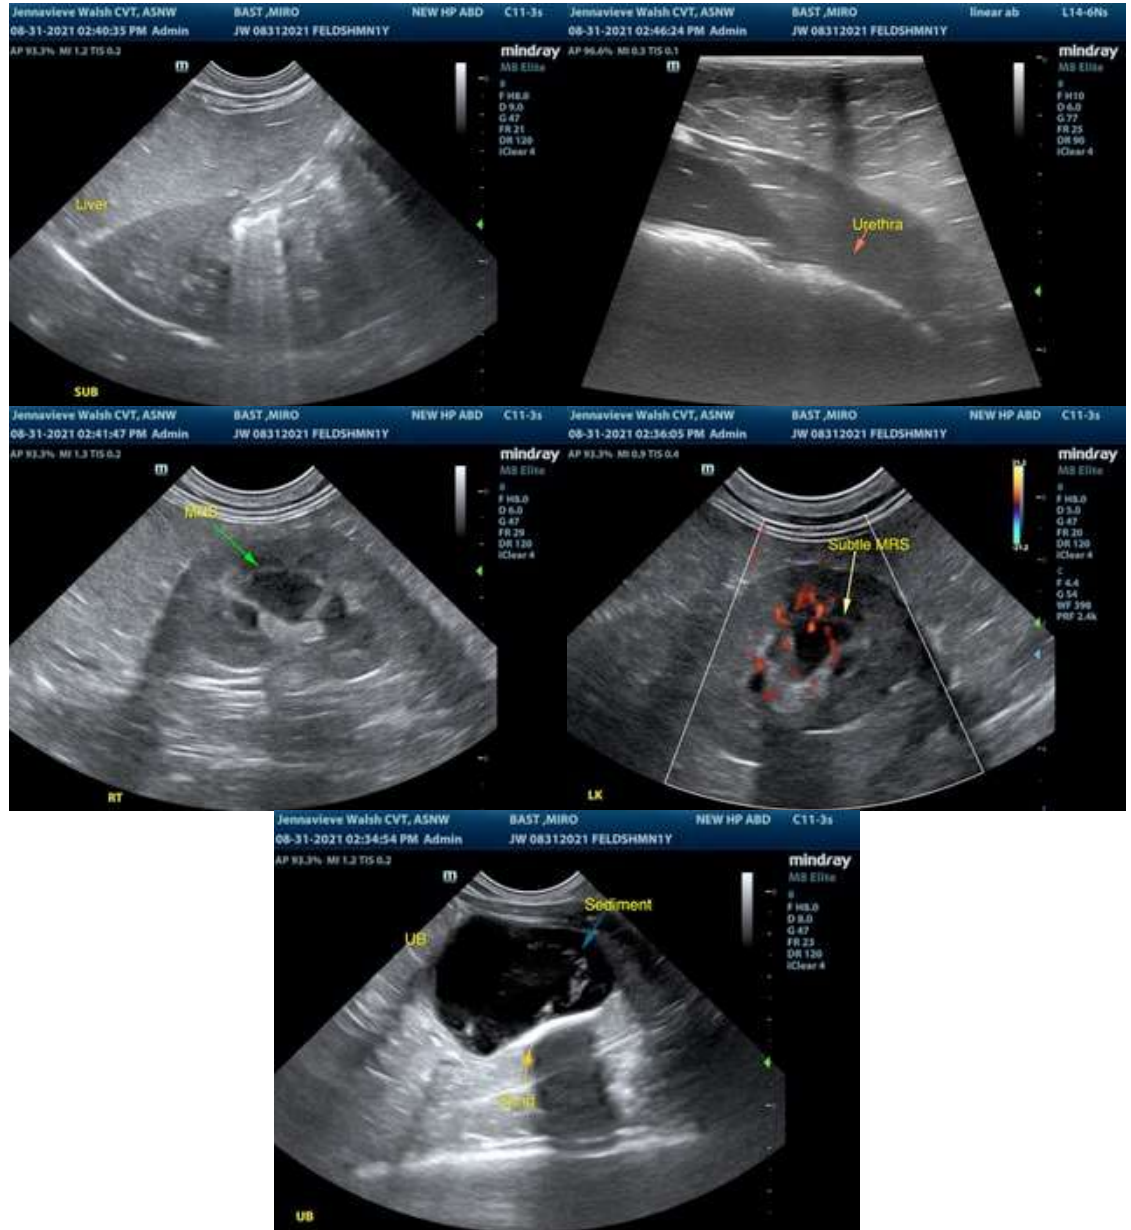 Jennavieve Walsh CVT, ASNW BAST ,MIRO NEW HP ABD C11-3s
08-31-2021 02:40:35 PM Admin JW 08312021 FELDSHMN1Y
AP 93.3% MI 1.2 TIS 0.2
mindray
M8 Elite
B
F H8.0
D 9.0
G 47
FR 21
DR 120
iClear 4
Liver
SUB
Jennavieve Walsh CVT, ASNW BAST ,MIRO linear ab L14-6Ns
08-31-2021 02:46:24 PM Admin JW 08312021 FELDSHMN1Y
AP 96.6% MI 0.3 TIS 0.1
mindray
M8 Elite
B
F H10
D 6.0
G 77
FR 25
DR 90
iClear 4
Urethra
Jennavieve Walsh CVT, ASNW BAST ,MIRO NEW HP ABD C11-3s
08-31-2021 02:41:47 PM Admin JW 08312021 FELDSHMN1Y
AP 93.3% MI 1.3 TIS 0.2
mindray
M8 Elite
B
F H8.0
D 6.0
G 47
FR 29
DR 120
iClear 4
RT
Jennavieve Walsh CVT, ASNW BAST ,MIRO NEW HP ABD C11-3s
08-31-2021 02:36:05 PM Admin JW 08312021 FELDSHMN1Y
AP 93.3% MI 0.9 TIS 0.4
mindray
M8 Elite
B
F H8.0
D 5.0
G 47
FR 20
DR 120
iClear 4
C
F 4.4
G 54
WF 398
PRF 2.4k
Subtle MRS
LK
Jennavieve Walsh CVT, ASNW BAST ,MIRO NEW HP ABD C11-3s
08-31-2021 02:34:54 PM Admin JW 08312021 FELDSHMN1Y
AP 93.3% MI 1.2 TIS 0.2
mindray
M8 Elite
B
F H8.0
D 8.0
G 47
FR 23
DR 120
iClear 4
Sediment
UB
UB